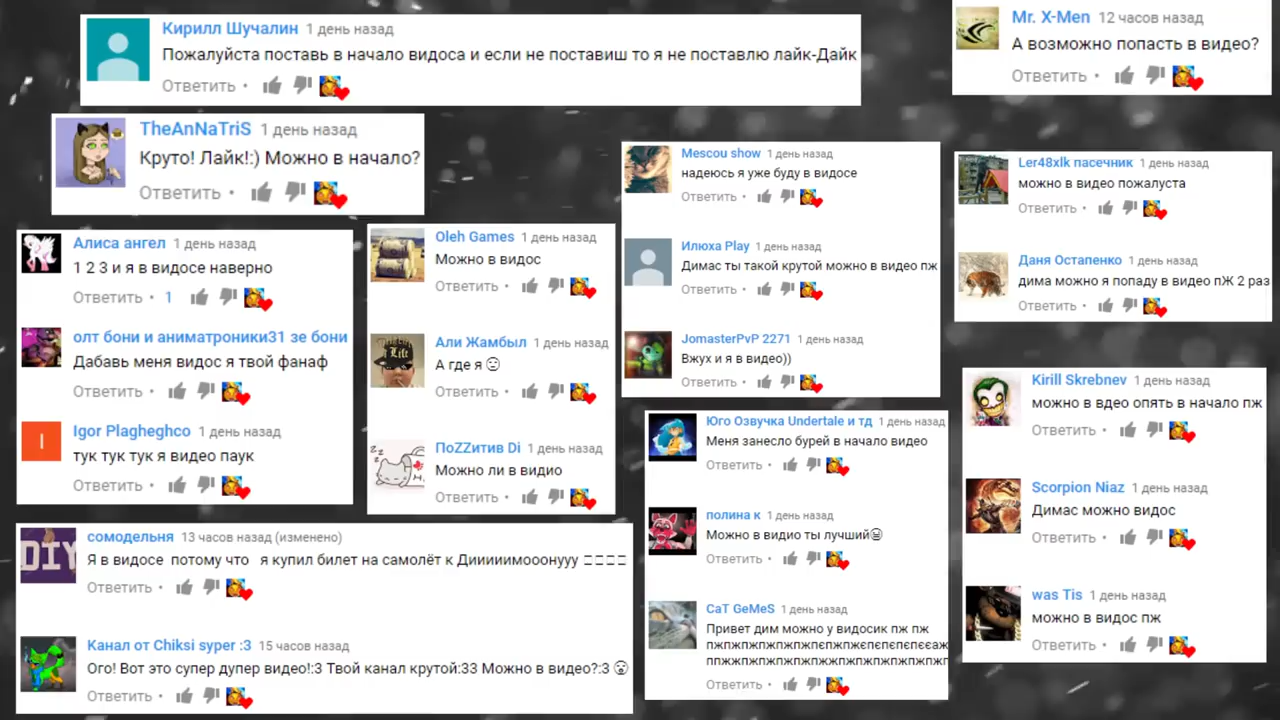 Кирилл Шучалин 1 день назад
Пожалуйста поставь в начало видоса и если не поставиш то я не поставлю лайк-Дайк
Ответить •
Mr. X-Men 12 часов назад
А возможно попасть в видео?
Ответить •
TheAnNaTriS 1 день назад
Круто! Лайк!:) Можно в начало?
Ответить •
Mescou show 1 день назад
надеюсь я уже буду в видосе
Ответить •
Илюха Play 1 день назад
Димас ты такой крутой можно в видео пж
Ответить •
JomasterPvP 2271 1 день назад
Вжух и я в видео))
Ответить •
Ler48xlk пасечник 1 день назад
можно в видео пожалуста
Ответить •
Даня Остапенко 1 день назад
дима можно я попаду в видео пЖ 2 раз
Ответить •
Алиса ангел 1 день назад
1 2 3 и я в видосе наверно
Ответить • 1
олт бони и аниматроники31 зе бони
Дабавь меня видос я твой фанаф
Ответить •
Igor Plagheghco 1 день назад
тук тук тук я видео паук
Ответить •
Oleh Games 1 день назад
Можно в видос
Ответить •
Али Жамбыл 1 день назад
А где я
Ответить •
ПоZZитив Di 1 день назад
Можно ли в видио
Ответить •
Юго Озвучка Undertale и тд 1 день назад
Меня занесло бурей в начало видео
Ответить •
полина к 1 день назад
Можно в видио ты лучший
Ответить •
CaT GeMeS 1 день назад
Привет дим можно у видосик пж пж
Ответить •
Kirill Skrebnev 1 день назад
можно в вдео опять в начало пж
Ответить •
Scorpion Niaz 1 день назад
Димас можно видос
Ответить •
was Tis 1 день назад
можно в видос пж
Ответить •
сомодельня 13 часов назад (изменено)
Я в видосе потому что я купил билет на самолёт к Дииииимооонууу
Ответить •
Канал от Chiksi syper :3 15 часов назад
Ого! Вот это супер дупер видео!:3 Твой канал крутой:33 Можно в видео?:3
Ответить •
DIY
I